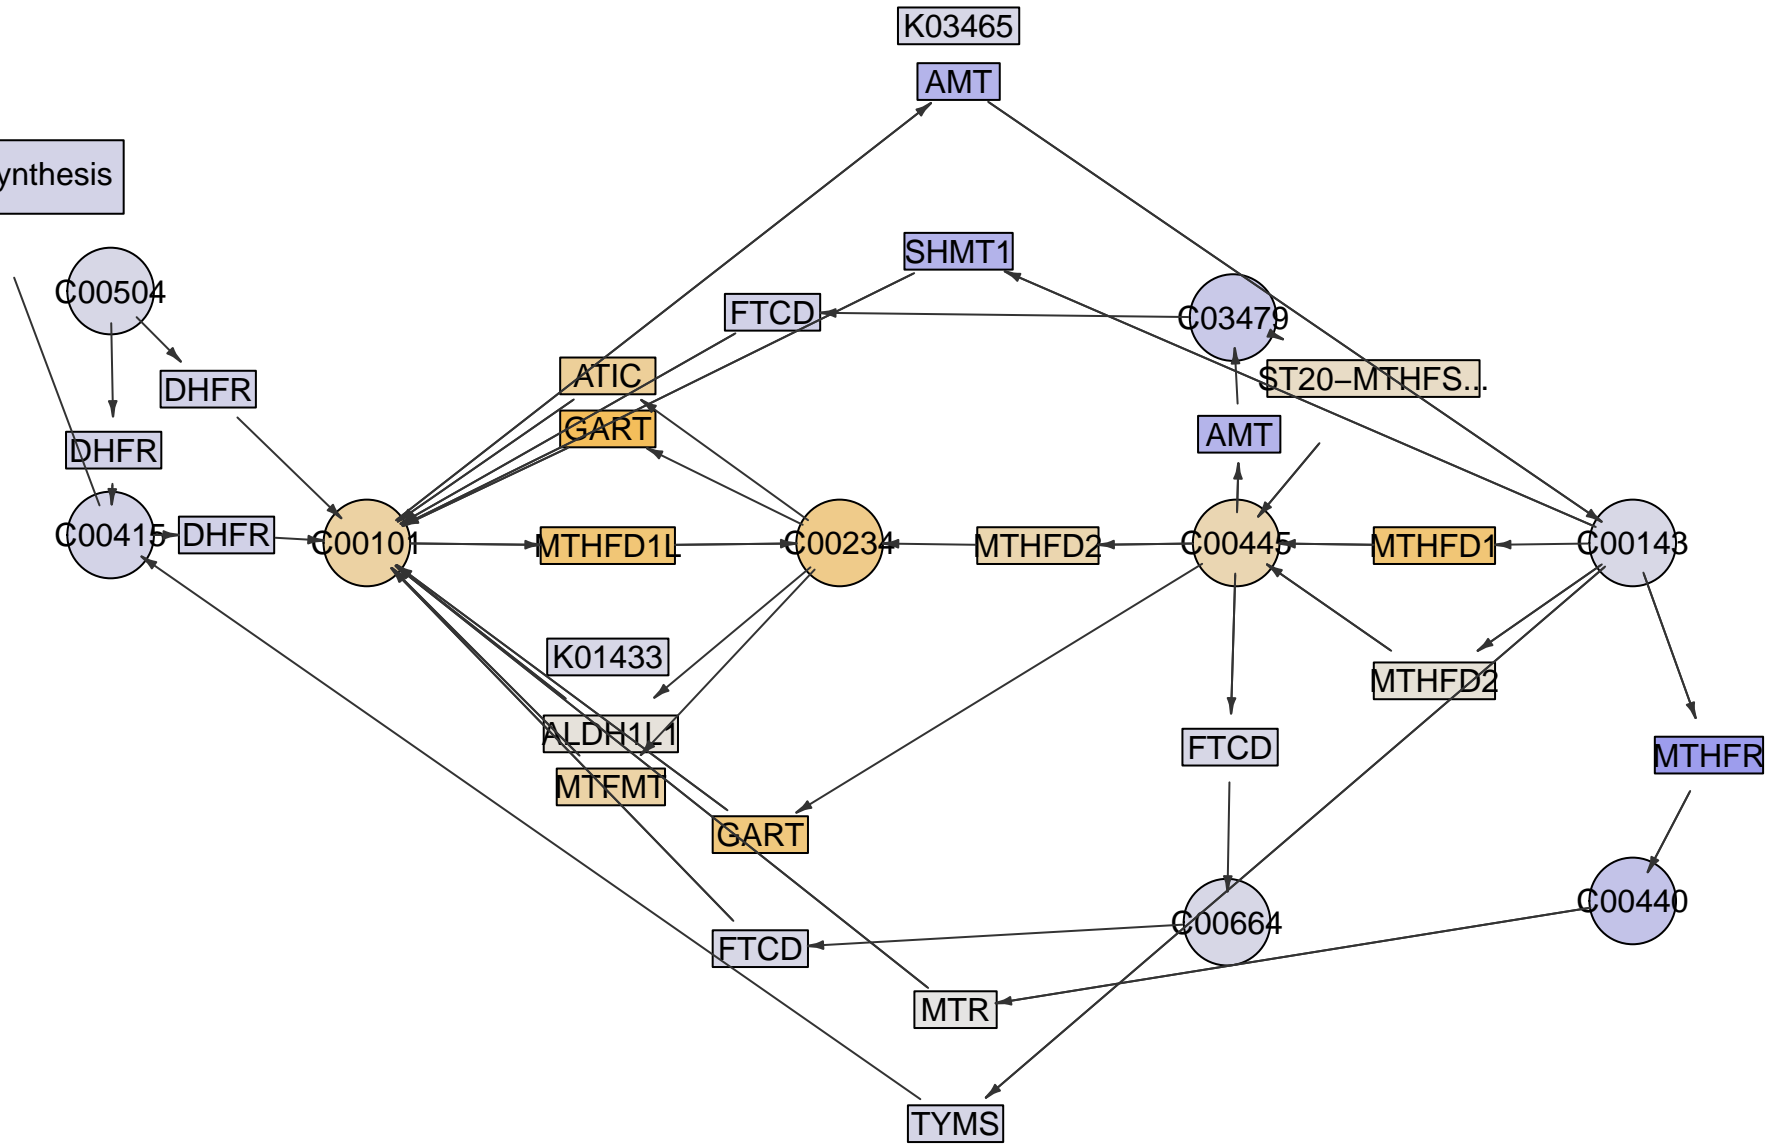 K03465
AMT
ynthesis
SHMT1
C00504
FTCD
C03479
DHFR
ATIC
ST20−MTHFS...
GART
AMT
DHFR
C00415
DHFR
C00101
MTHFD1L
C00234
MTHFD2
C00445
MTHFD1
C00143
K01433
MTHFD2
ALDH1L1
FTCD
MTHFR
MTFMT
GART
C00440
C00664
FTCD
MTR
TYMS